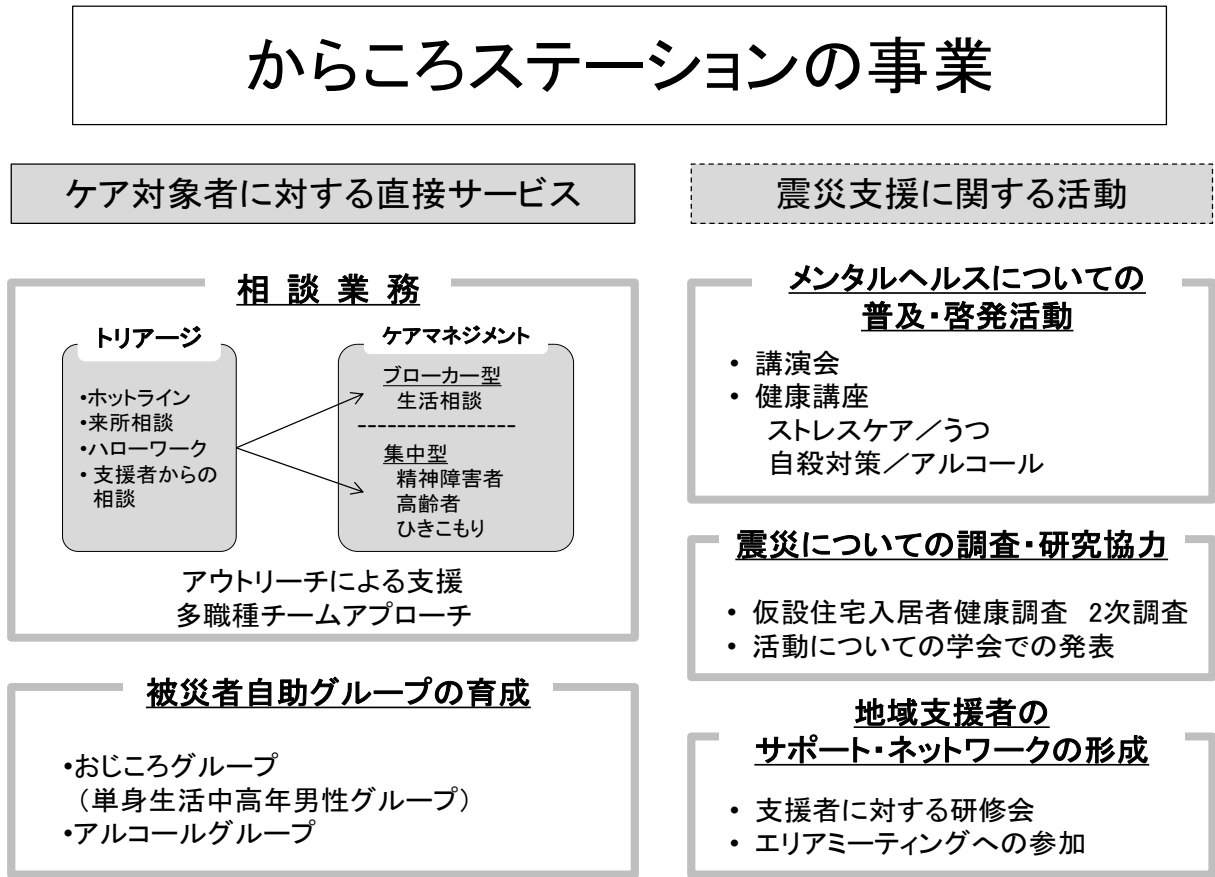 からころステーションの事業
ケア対象者に対する直接サービス
相 談 業 務
トリアージ
•ホットライン
•来所相談
•ハローワーク
•支援者からの
相談
ケアマネジメント
ブローカー型
生活相談
----------------
集中型
精神障害者
高齢者
ひきこもり
アウトリーチによる支援
多職種チームアプローチ
被災者自助グループの育成
•おじころグループ
（単身生活中高年男性グループ）
•アルコールグループ
震災支援に関する活動
メンタルヘルスについての
普及・啓発活動
• 講演会
• 健康講座
ストレスケア／うつ
自殺対策／アルコール
震災についての調査・研究協力
• 仮設住宅入居者健康調査　2次調査
• 活動についての学会での発表
地域支援者の
サポート・ネットワークの形成
• 支援者に対する研修会
• エリアミーティングへの参加